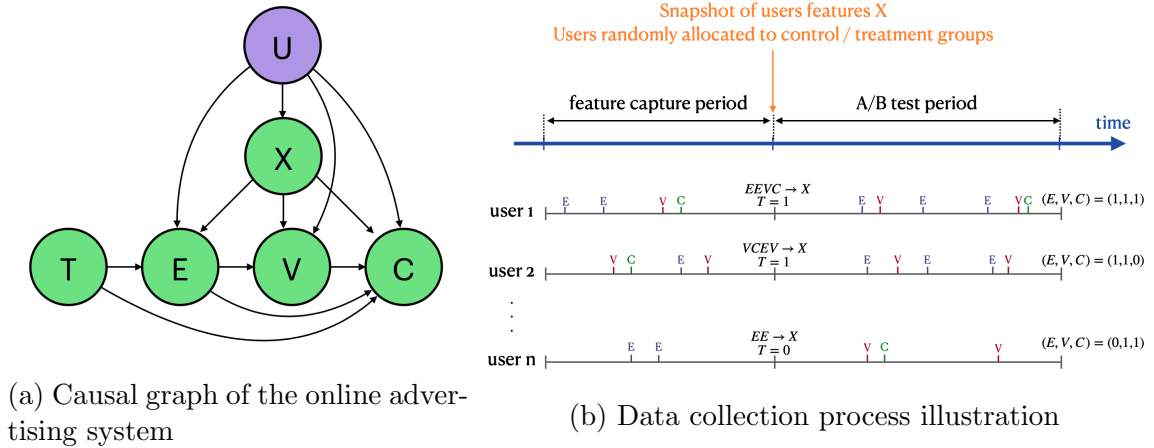 U
X
T
E
V
C
(a) Causal graph of the online adver-
tising system
Snapshot of users features X
Users randomly allocated to control / treatment groups
feature capture period
A/B test period
time
user 1
E
E
V
C
EEVC → X
T = 1
E
V
E
E
V
C
(E, V, C) = (1,1,1)
user 2
V
C
E
V
VCEV → X
T = 1
E
V
E
E
V
(E, V, C) = (1,1,0)
.
.
.
user n
E
E
EE → X
T = 0
V
C
V
(E, V, C) = (0,1,1)
(b) Data collection process illustration